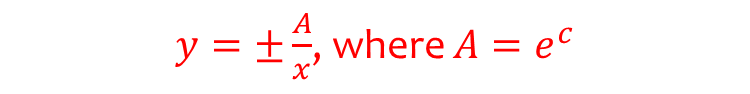 y = ± A/x, where A = e^c